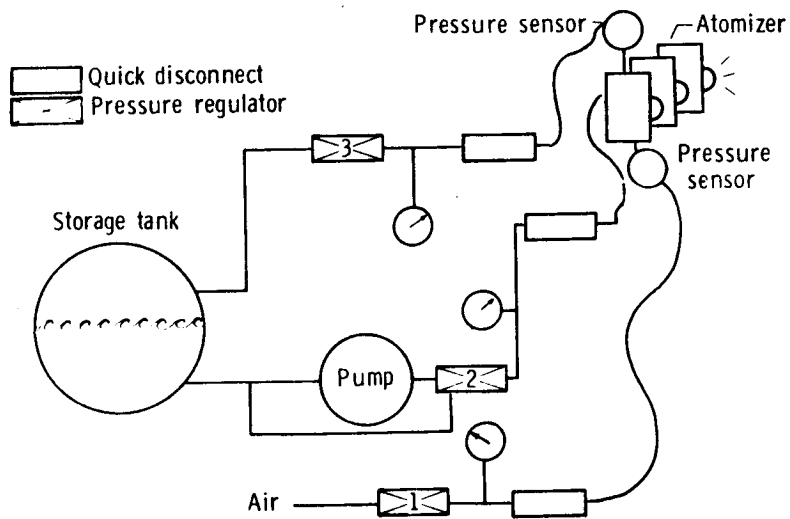 Pressure sensor
Atomizer
Quick disconnect
Pressure regulator
3
Pressure
sensor
Storage tank
Pump
2
Air
1